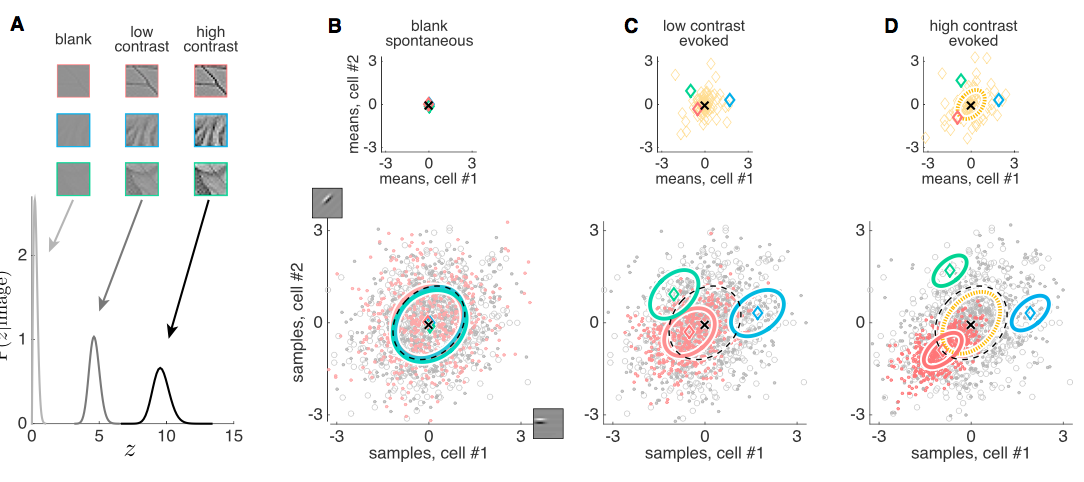 A
blank
low
contrast
high
contrast
2
1
0
0
5
10
15
z
B
blank
spontaneous
means, cell #2
3
0
-3
-3
0
3
means, cell #1
samples, cell #2
3
0
-3
-3
0
3
samples, cell #1
C
low contrast
evoked
3
0
-3
-3
0
3
means, cell #1
3
0
-3
-3
0
3
samples, cell #1
D
high contrast
evoked
3
0
-3
-3
0
3
means, cell #1
3
0
-3
-3
0
3
samples, cell #1